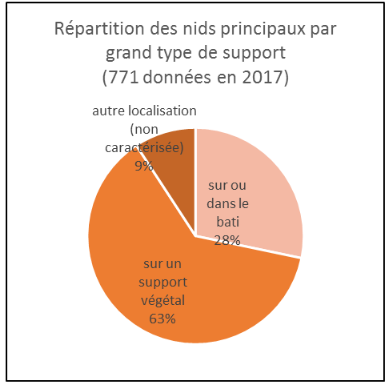 Répartition des nids principaux par
grand type de support
(771 données en 2017)
autre localisation
(non
caractérisée)
9%
sur ou
dans le
bati
28%
sur un
support
végétal
63%